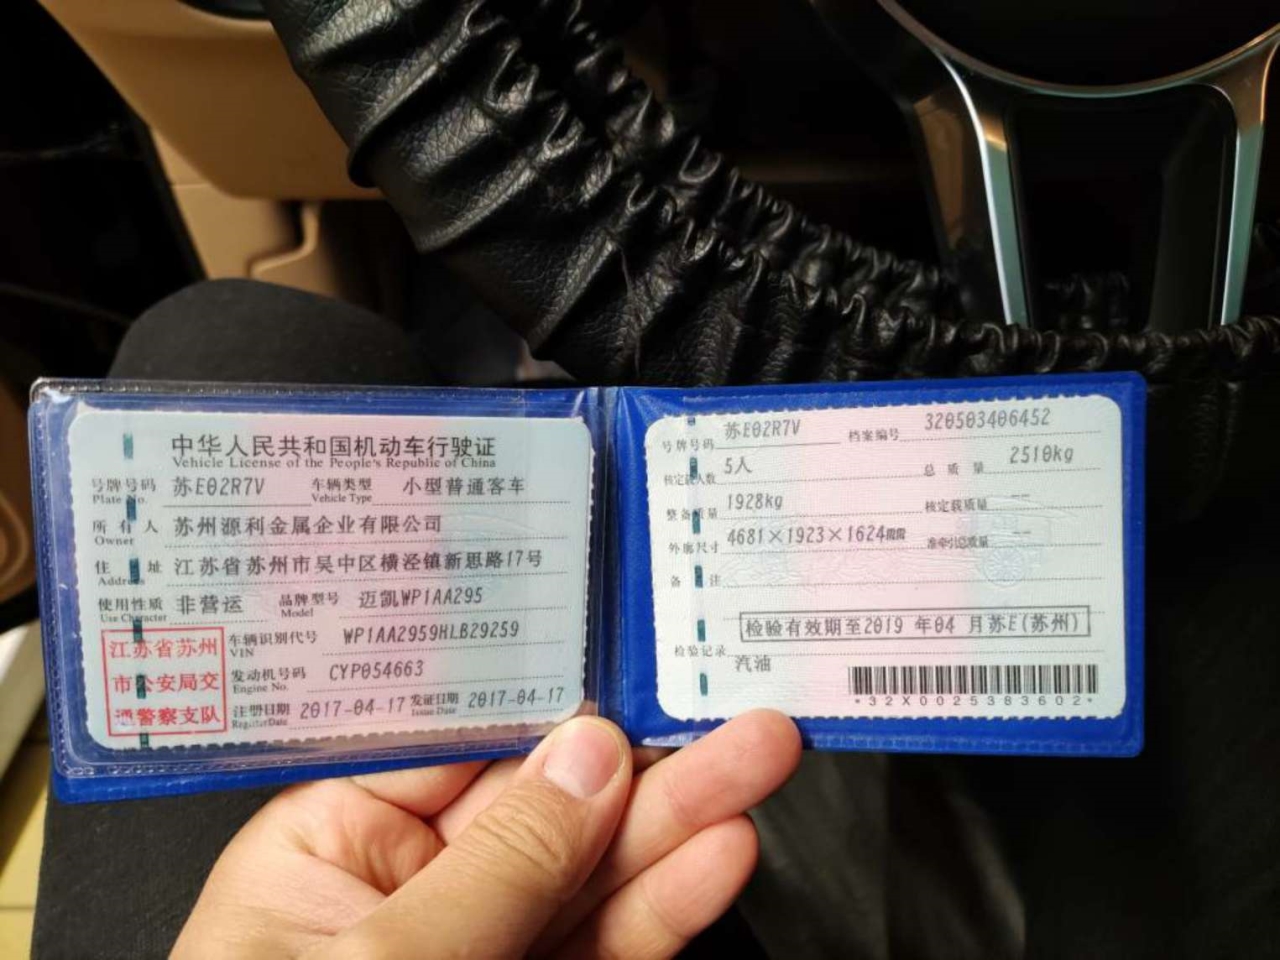 中华人民共和国机动车行驶证
Vehicle License of the People's Republic of China
号牌号码 苏E02R7V 车辆类型 小型普通客车
Plate No. Vehicle Type
所有人 苏州源利金属企业有限公司
Owner
住址 江苏省苏州市吴中区横泾镇新思路17号
Address
使用性质 非营运 品牌型号 迈凯WP1AA295
Use Character Model
江苏省苏州
市公安局交
通警察支队
车辆识别代号 WP1AA2959HLB29259
VIN
发动机号码 CYP054663
Engine No.
注册日期 2017-04-17 发证日期 2017-04-17
Register Date Issue Date
号牌号码 苏E02R7V 档案编号 320503406452
核定载人数 5人 总质量 2510kg
整备质量 1928kg 核定载质量 --
外廓尺寸 4681×1923×1624mm 准牵引总质量 --
备注
检验有效期至2019年04月苏E(苏州)
检验记录
汽油
*32X0025383602*